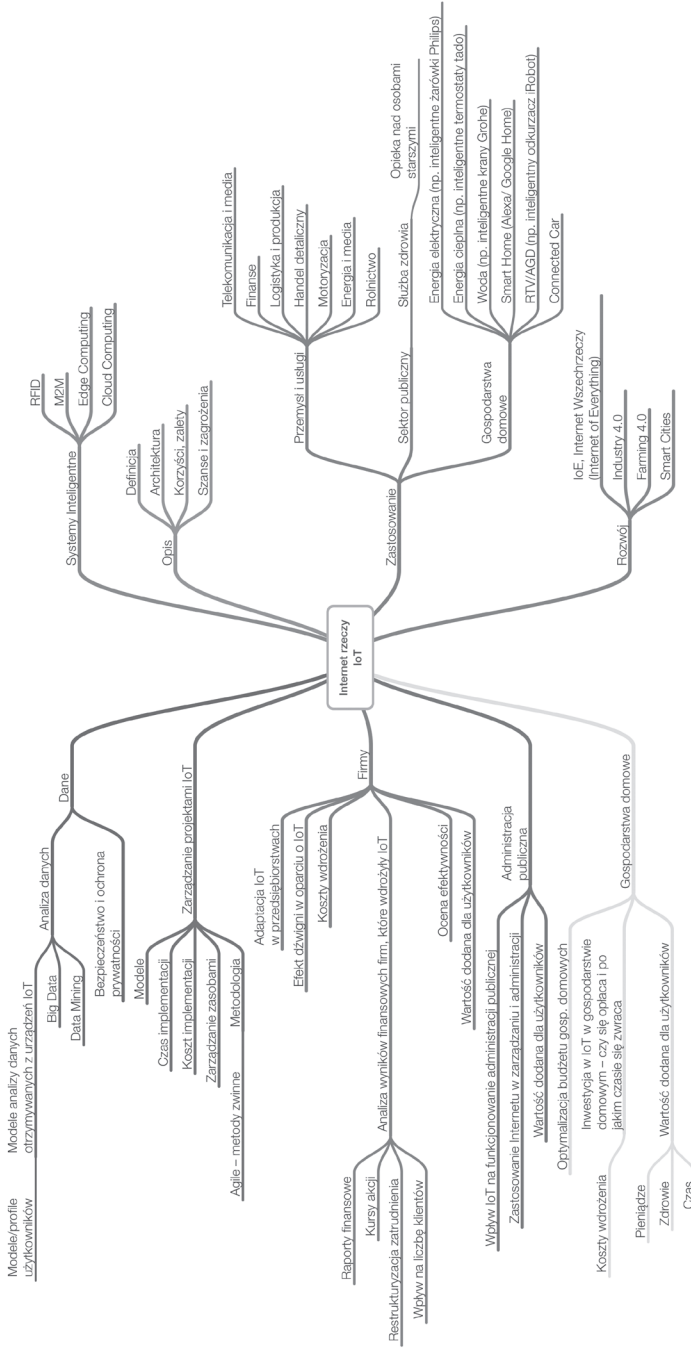 Internet rzeczy
IoT
Systemy Inteligentne
RFID
M2M
Edge Computing
Cloud Computing
Opis
Definicja
Architektura
Korzyści, zalety
Szanse i zagrożenia
Zastosowanie
Przemysł i usługi
Telekomunikacja i media
Finanse
Logistyka i produkcja
Handel detaliczny
Motoryzacja
Energia i media
Rolnictwo
Sektor publiczny
Służba zdrowia
Opieka nad osobami
starszymi
Gospodarstwa
domowe
Energia elektryczna (np. inteligentne żarówki Philips)
Energia cieplna (np. inteligentne termostaty tado)
Woda (np. inteligentne krany Grohe)
Smart Home (Alexa/ Google Home)
RTV/AGD (np. inteligentny odkurzacz iRobot)
Connected Car
Rozwój
IoE, Internet Wszechrzeczy
(Internet of Everything)
Industry 4.0
Farming 4.0
Smart Cities
Dane
Analiza danych
Modele analizy danych
otrzymywanych z urządzeń IoT
Modele/profile
użytkowników
Big Data
Data Mining
Bezpieczeństwo i ochrona
prywatności
Zarządzanie projektami IoT
Modele
Czas implementacji
Koszt implementacji
Zarządzanie zasobami
Metodologia
Agile – metody zwinne
Firmy
Adaptacja IoT
w przedsiębiorstwach
Efekt dźwigni w oparciu o IoT
Koszty wdrożenia
Analiza wyników finansowych firm, które wdrożyły IoT
Raporty finansowe
Kursy akcji
Restrukturyzacja zatrudnienia
Wpływ na liczbę klientów
Ocena efektywności
Wartość dodana dla użytkowników
Administracja
publiczna
Wpływ IoT na funkcjonowanie administracji publicznej
Zastosowanie Internetu w zarządzaniu i administracji
Wartość dodana dla użytkowników
Gospodarstwa domowe
Optymalizacja budżetu gosp. domowych
Inwestycja w IoT w gospodarstwie
domowym – czy się opłaca i po
jakim czasie się zwraca
Koszty wdrożenia
Wartość dodana dla użytkowników
Pieniądze
Zdrowie
Czas